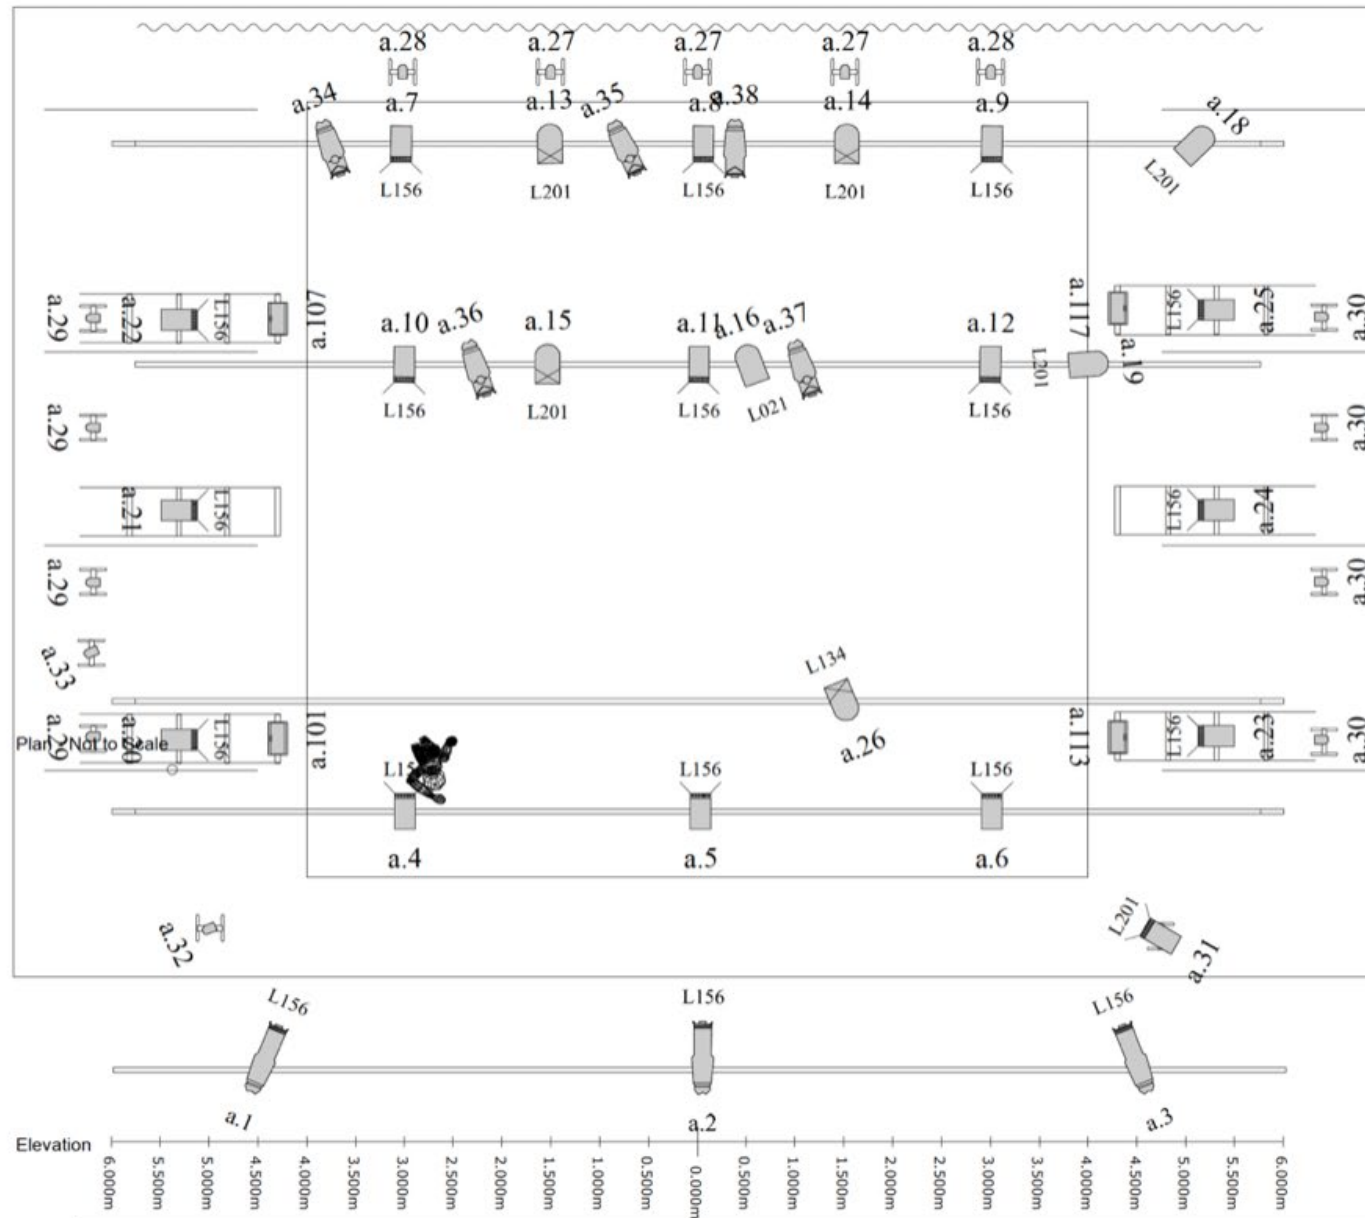 a.28 a.27 a.27 a.27 a.28
a.34 a.7 a.13 a.35 a.8 a.38 a.14 a.9 a.18
L156 L201 L156 L201 L156 L201
a.29 a.22 L156 a.107 a.117 L156 a.25 a.30
a.10 a.36 a.15 a.11 a.16 a.37 a.12 L201 a.19
L156 L201 L156 L021 L156
a.29 a.30
a.21 L156 L156 a.24
a.29 a.30
a.33
L134
a.29 L156 a.101 a.26 a.113 L156 a.23 a.30
Plan - Not to Scale
L156 L156
a.4 a.5 a.6
a.32 L201 a.31
L156 L156 L156
a.1 a.2 a.3
Elevation
6.000m 5.500m 5.000m 4.500m 4.000m 3.500m 3.000m 2.500m 2.000m 1.500m 1.000m 0.500m 0.000m 0.500m 1.000m 1.500m 2.000m 2.500m 3.000m 3.500m 4.000m 4.500m 5.000m 5.500m 6.000m